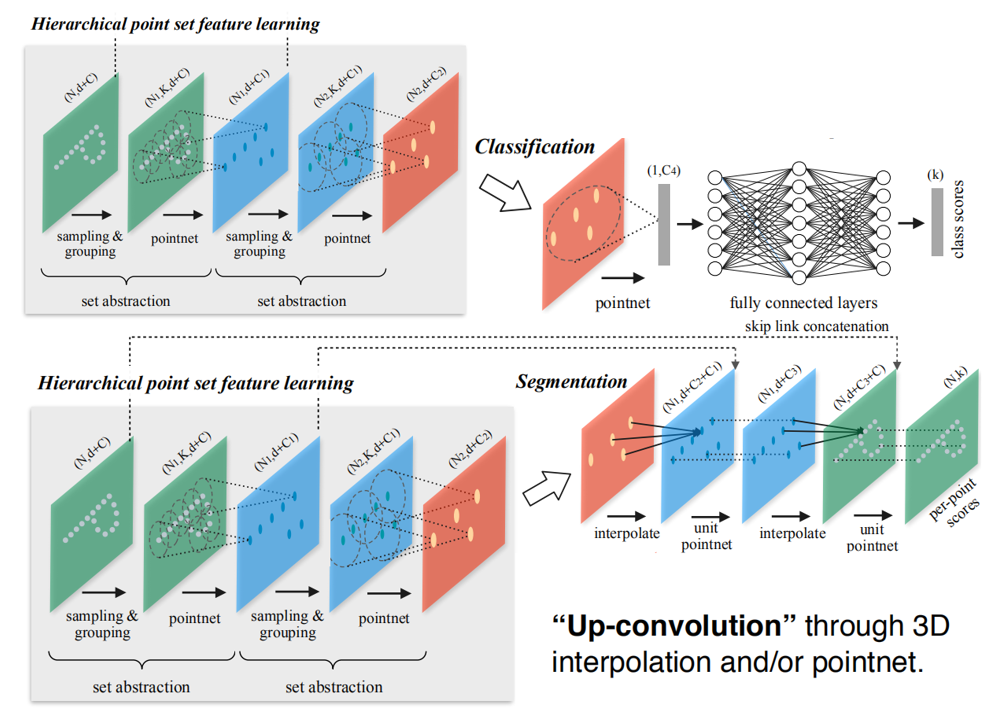 Hierarchical point set feature learning
(N,d+C)
(N1,K,d+C)
(N1,d+C1)
(N2,K,d+C1)
(N2,d+C2)
sampling &
grouping
pointnet
sampling &
grouping
pointnet
set abstraction
set abstraction
Classification
(1,C4)
(k)
class scores
pointnet
fully connected layers
skip link concatenation
Hierarchical point set feature learning
(N,d+C)
(N1,K,d+C)
(N1,d+C1)
(N2,K,d+C1)
(N2,d+C2)
sampling &
grouping
pointnet
sampling &
grouping
pointnet
set abstraction
set abstraction
Segmentation
(N1,d+C2+C1)
(N1,d+C3)
(N,d+C3+C)
(N,k)
per-point
scores
interpolate
unit
pointnet
interpolate
unit
pointnet
“Up-convolution” through 3D
interpolation and/or pointnet.